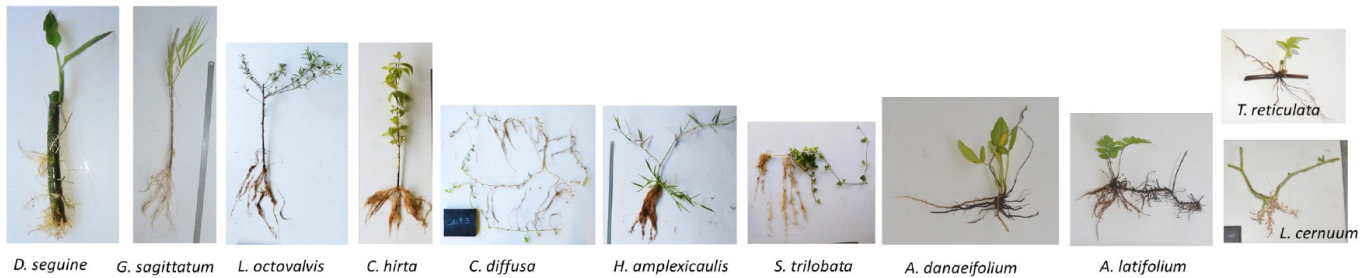 T. reticulata
L. cernuum
D. seguine
G. sagittatum
L. octovalvis
C. hirta
C. diffusa
H. amplexicaulis
S. trilobata
A. danaeifolium
A. latifolium